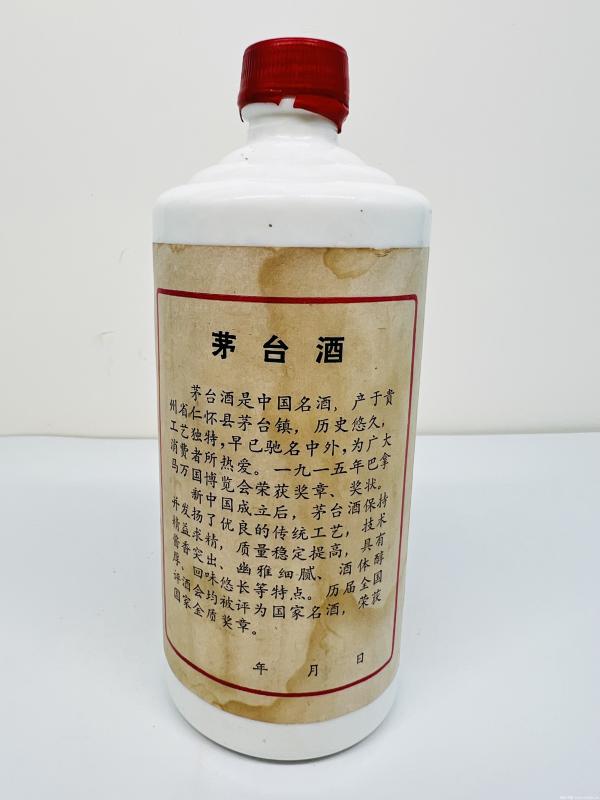 茅台酒
茅台酒是中国名酒，产于貴
州省仁怀县茅台镇，历史悠久，
工艺独特，早已驰名中外，为广大
消费者所热爱。一九一五年巴拿
马万国博览会荣获奖章、奖状。
新中国成立后，茅台酒保持
并发扬了优良的传统工艺，技术
精益求精，质量稳定提高，具有
酱香突出、幽雅细腻、酒体醇
厚、回味悠长等特点。历届全国
评酒会均被评为国家名酒，荣获
国家金质奖章。
年 月 日